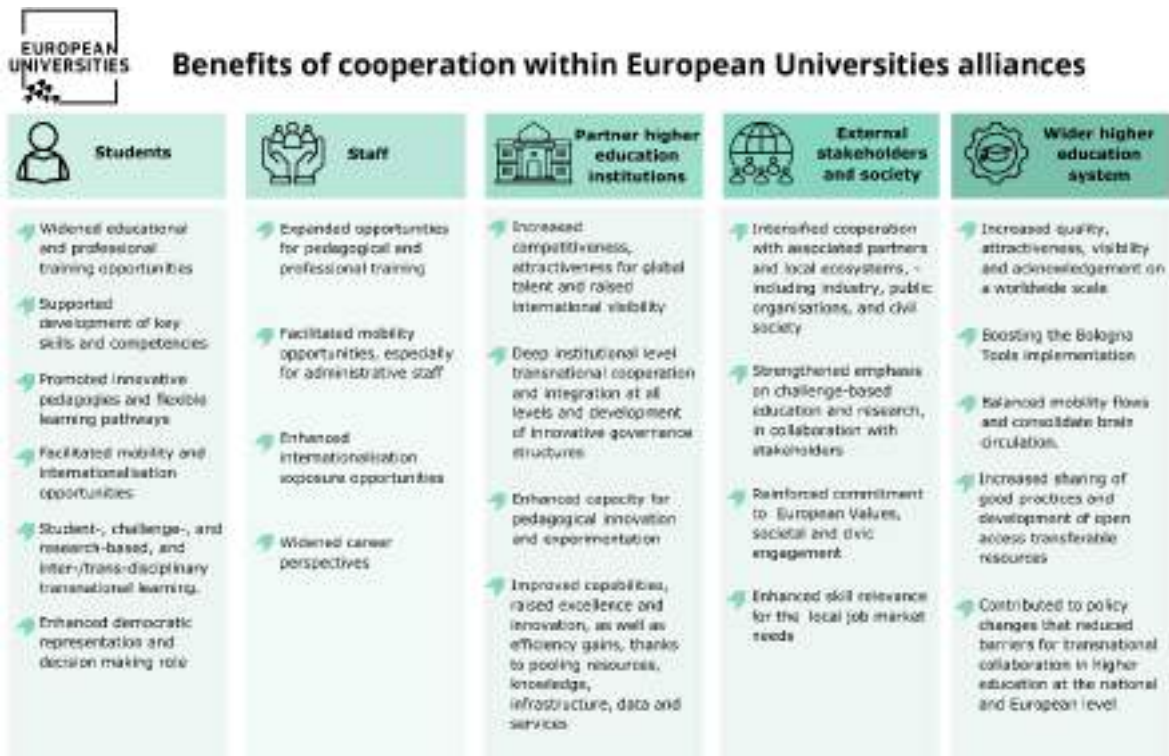 EUROPEAN
UNIVERSITIES
Benefits of cooperation within European Universities alliances
Students
Widened educational
and professional
training opportunities
Supported
development of key
skills and competencies
Promoted innovative
pedagogies and flexible
learning pathways
Facilitated mobility and
internationalisation
opportunities
Student-, challenge-, and
research-based, and
inter-/trans-disciplinary
transnational learning.
Enhanced democratic
representation and
decision making role
Staff
Expanded opportunities
for pedagogical and
professional training
Facilitated mobility
opportunities, especially
for administrative staff
Enhanced
internationalisation
exposure opportunities
Widened career
perspectives
Partner higher
education
institutions
Increased
competitiveness,
attractiveness for global
talent and raised
international visibility
Deep institutional level
transnational cooperation
and integration at all
levels and development
of innovative governance
structures
Enhanced capacity for
pedagogical innovation
and experimentation
Improved capabilities,
raised excellence and
innovation, as well as
efficiency gains, thanks
to pooling resources,
knowledge,
infrastructure, data and
services
External
stakeholders
and society
Intensified cooperation
with associated partners
and local ecosystems, -
including industry, public
organisations, and civil
society
Strengthened emphasis
on challenge-based
education and research,
in collaboration with
stakeholders
Reinforced commitment
to European Values,
societal and civic
engagement
Enhanced skill relevance
for the local job market
needs
Wider higher
education
system
Increased quality,
attractiveness, visibility
and acknowledgement on
a worldwide scale
Boosting the Bologna
Tools implementation
Balanced mobility flows
and consolidate brain
circulation.
Increased sharing of
good practices and
development of open
access transferable
resources
Contributed to policy
changes that reduced
barriers for transnational
collaboration in higher
education at the national
and European level